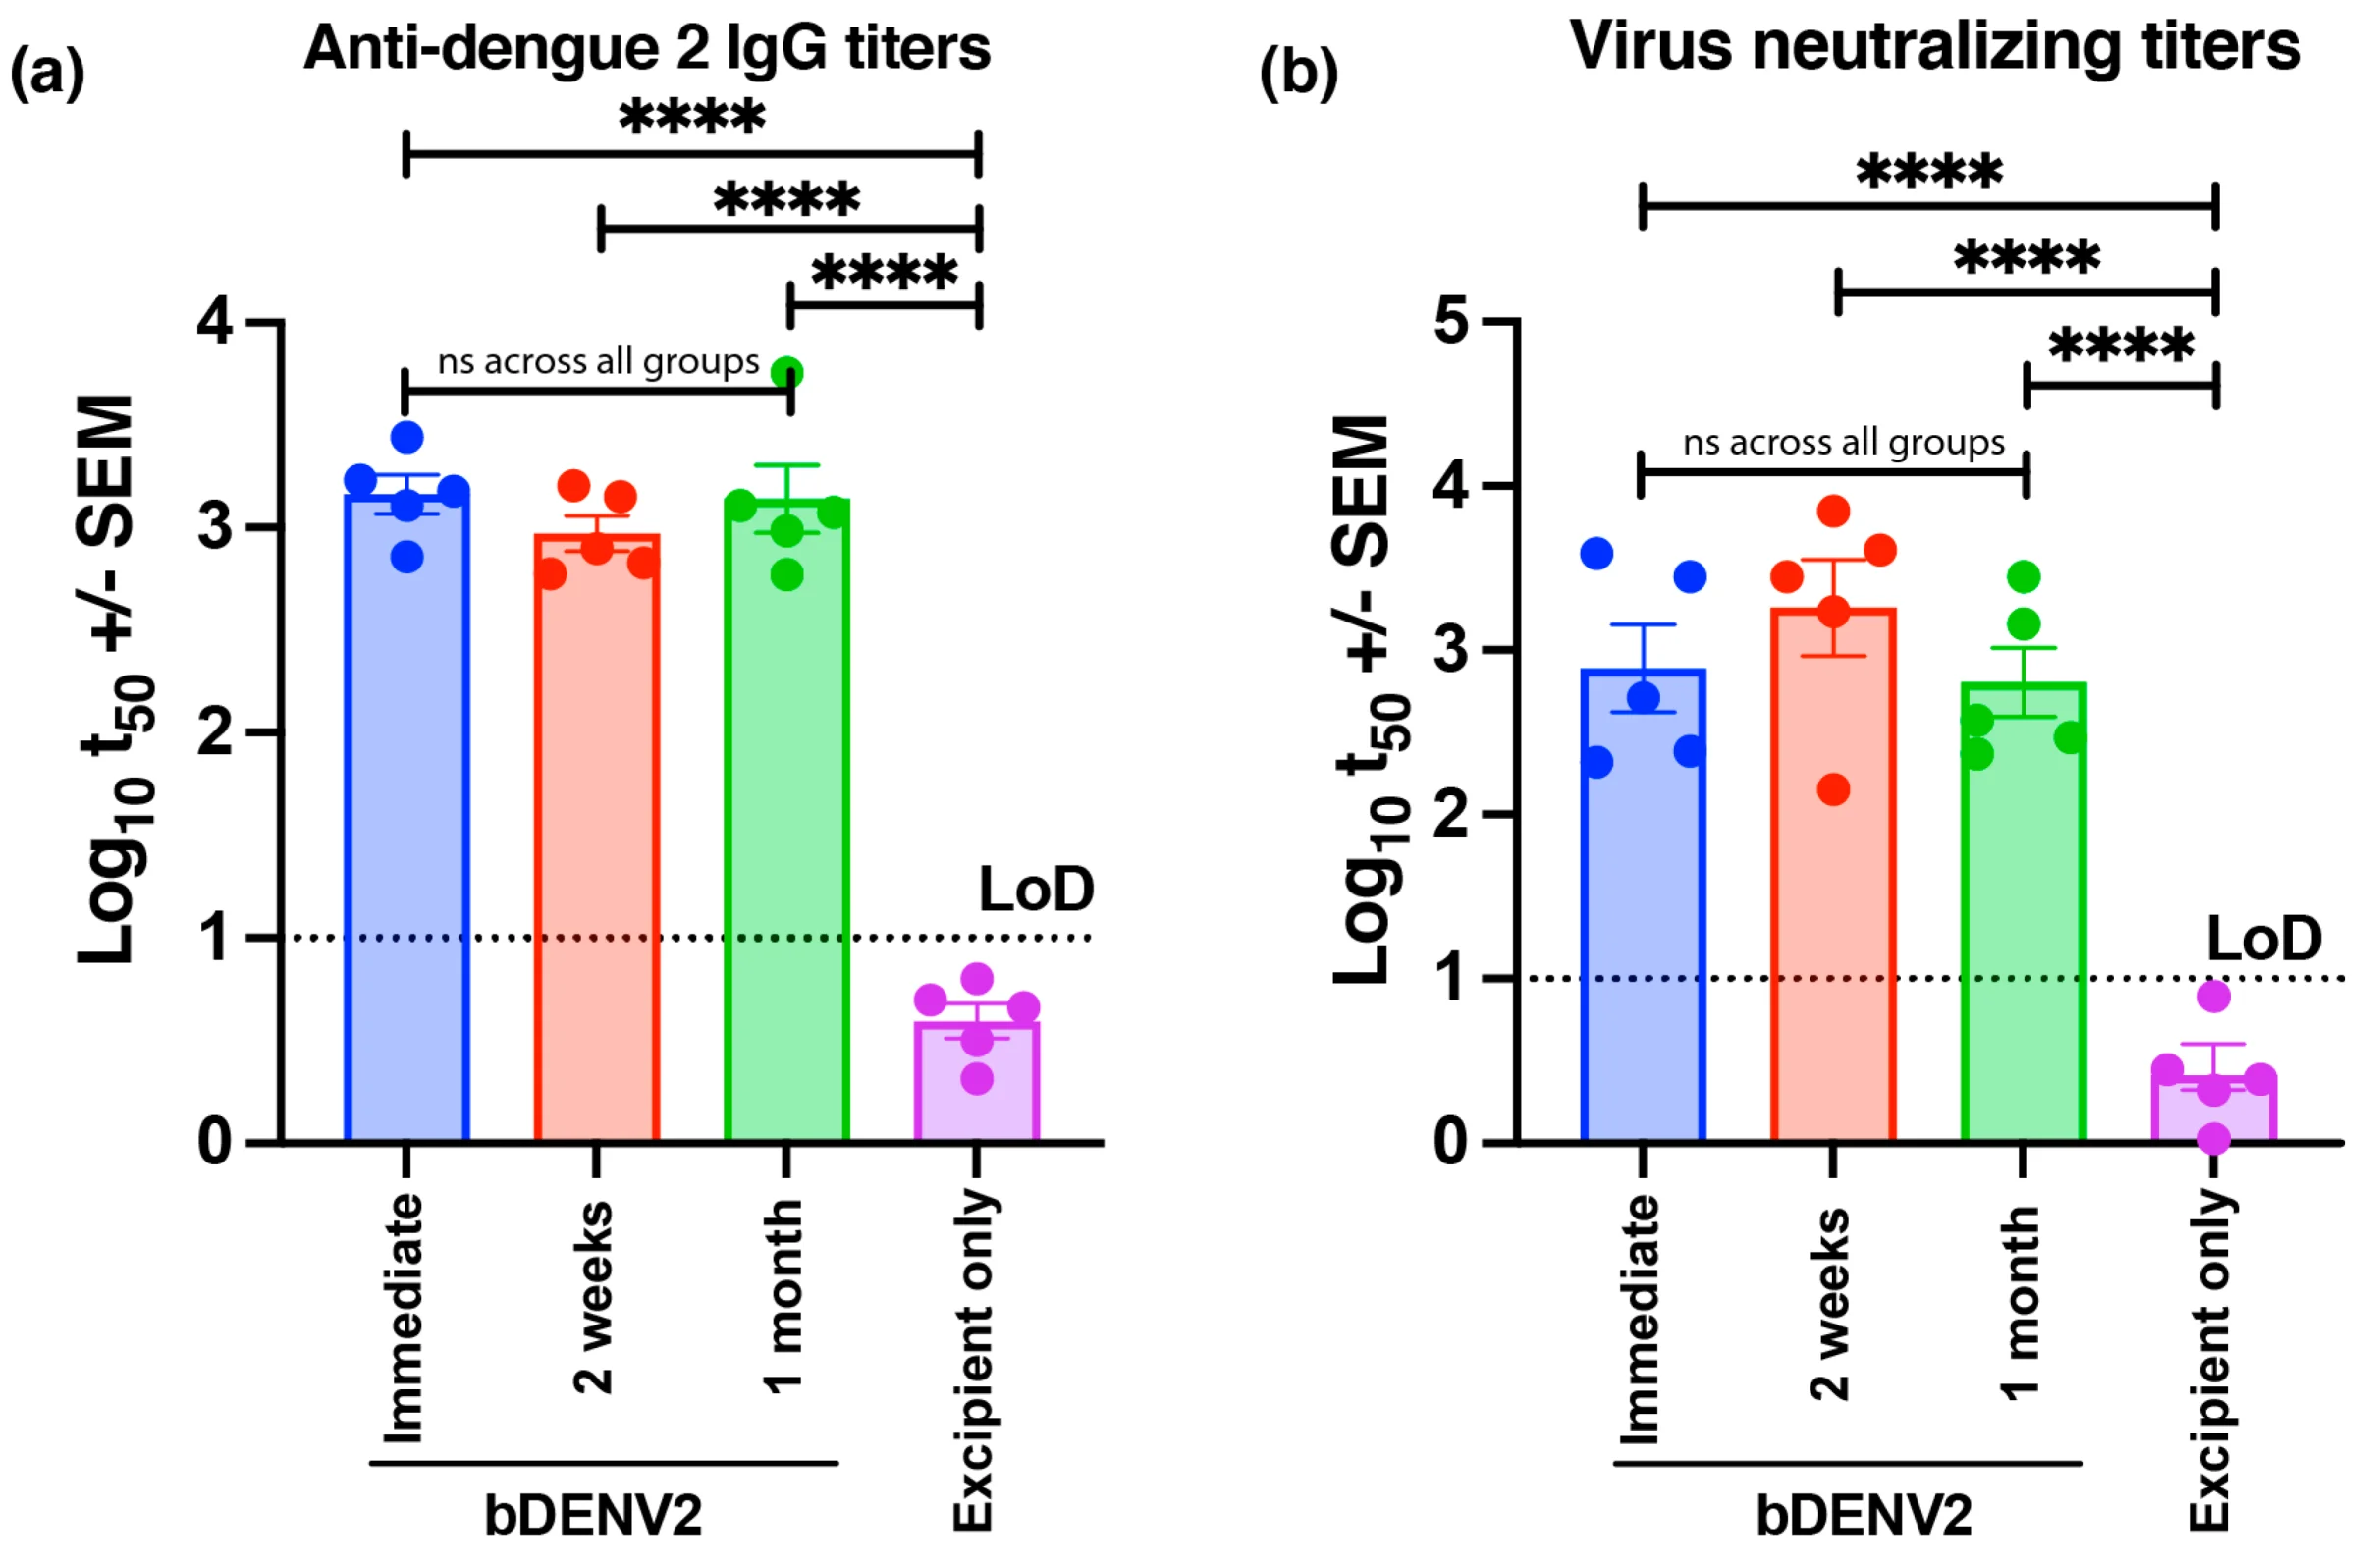 (a)
Anti-dengue 2 IgG titers
****
****
****
ns across all groups
Log10 t50 +/- SEM
4
3
2
1
0
LoD
Immediate
2 weeks
1 month
Excipient only
bDENV2
(b)
Virus neutralizing titers
****
****
****
ns across all groups
Log10 t50 +/- SEM
5
4
3
2
1
0
LoD
Immediate
2 weeks
1 month
Excipient only
bDENV2